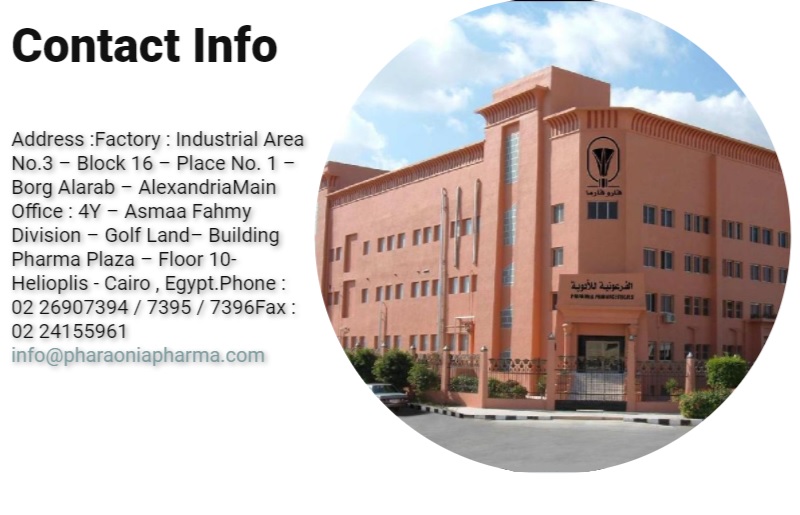 Contact Info
Address :Factory : Industrial Area
No.3 – Block 16 – Place No. 1 –
Borg Alarab – AlexandriaMain
Office : 4Y – Asmaa Fahmy
Division – Golf Land– Building
Pharma Plaza – Floor 10-
Helioplis - Cairo , Egypt.Phone :
02 26907394 / 7395 / 7396Fax :
02 24155961
info@pharaoniapharma.com
فارو فارما
الفرعونية للأدوية